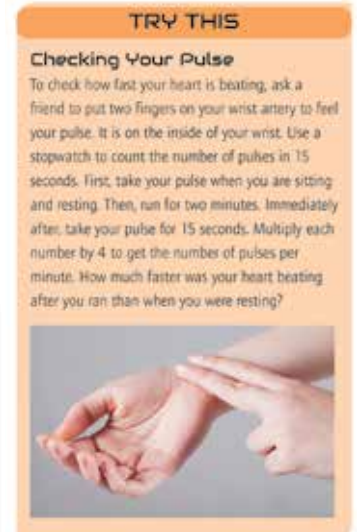 TRY THIS
Checking Your Pulse
To check how fast your heart is beating, ask a
friend to put two fingers on your wrist artery to feel
your pulse. It is on the inside of your wrist. Use a
stopwatch to count the number of pulses in 15
seconds. First, take your pulse when you are sitting
and resting. Then, run for two minutes. Immediately
after, take your pulse for 15 seconds. Multiply each
number by 4 to get the number of pulses per
minute. How much faster was your heart beating
after you ran than when you were resting?